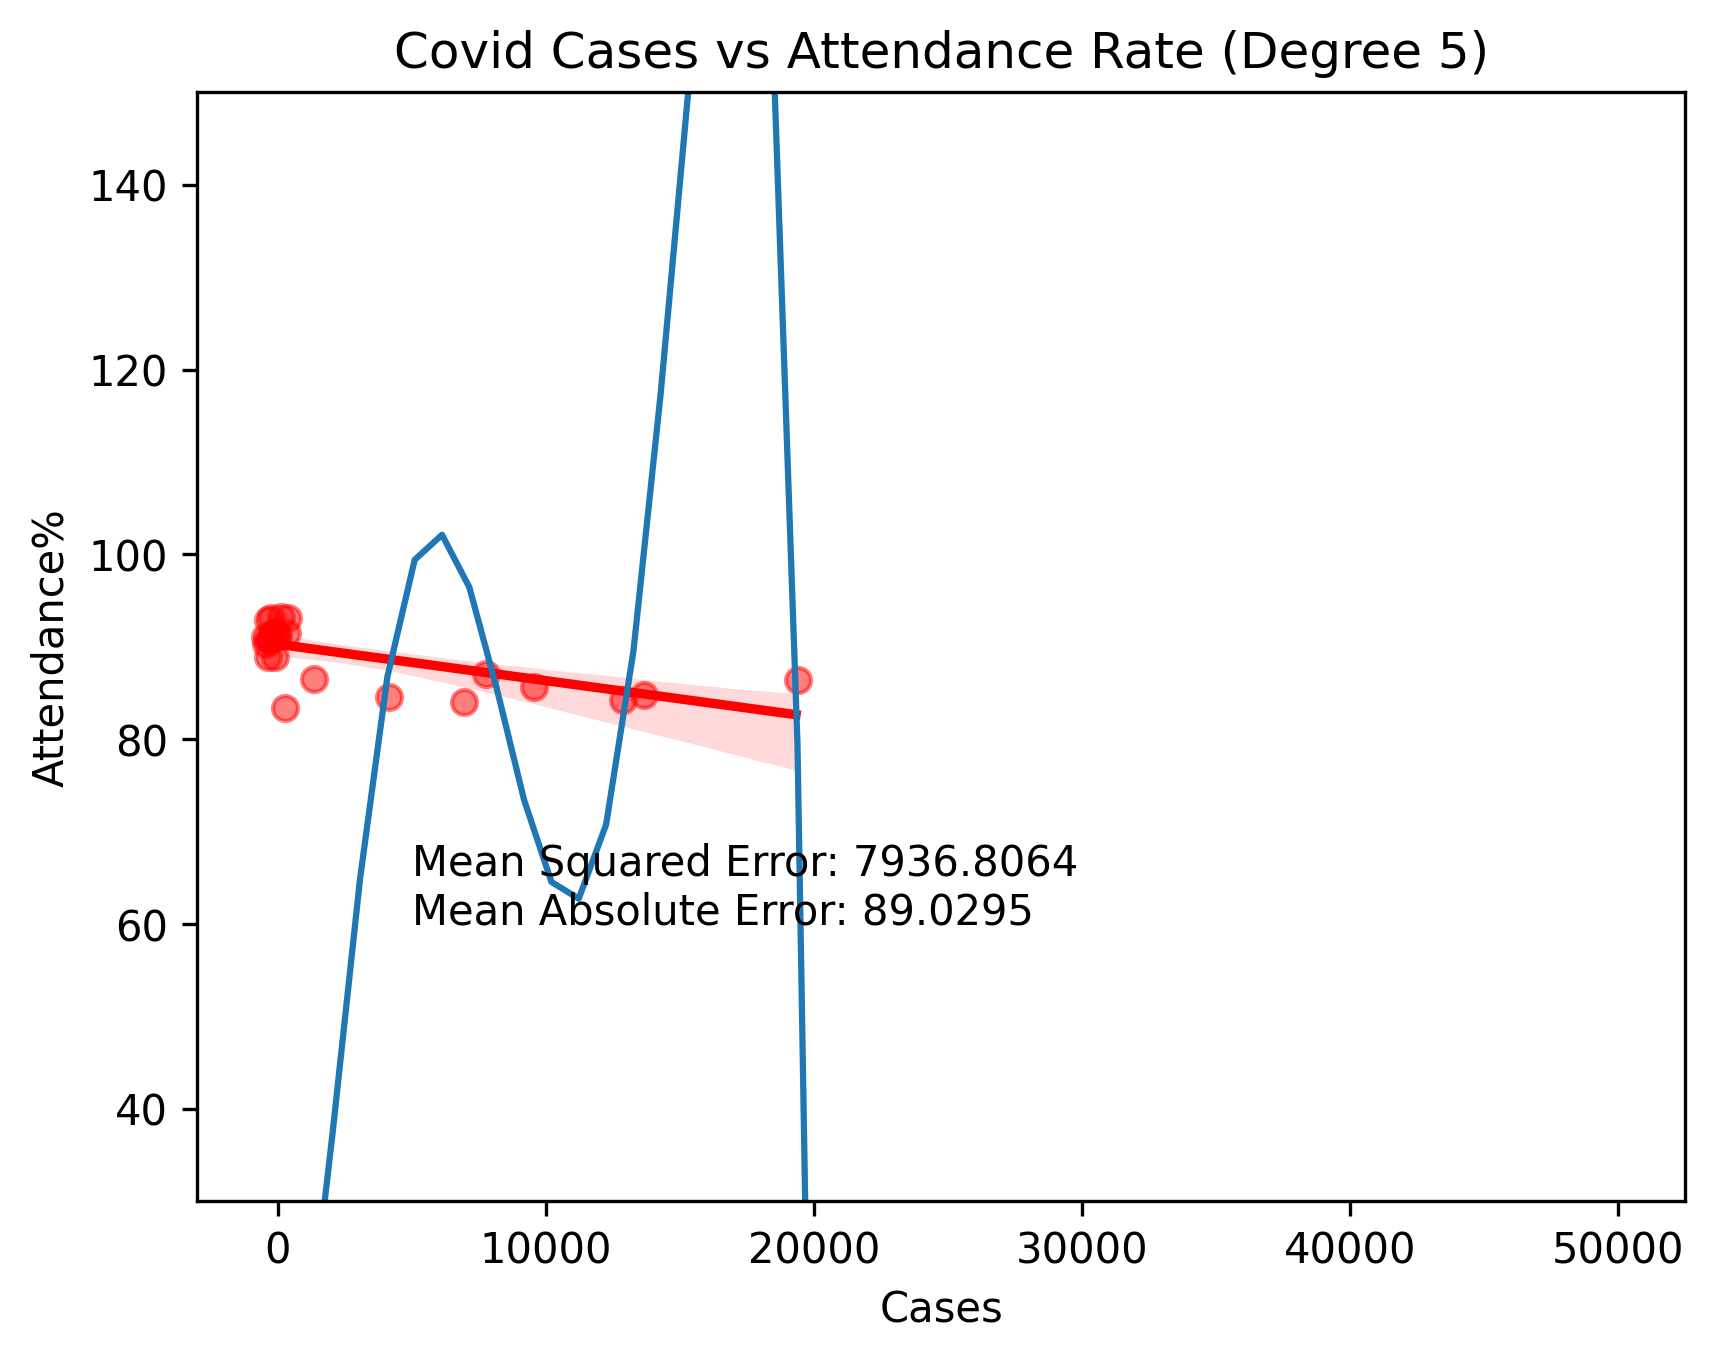 Covid Cases vs Attendance Rate (Degree 5)
140
120
100
80
60
40
Attendance%
Mean Squared Error: 7936.8064
Mean Absolute Error: 89.0295
0 10000 20000 30000 40000 50000
Cases